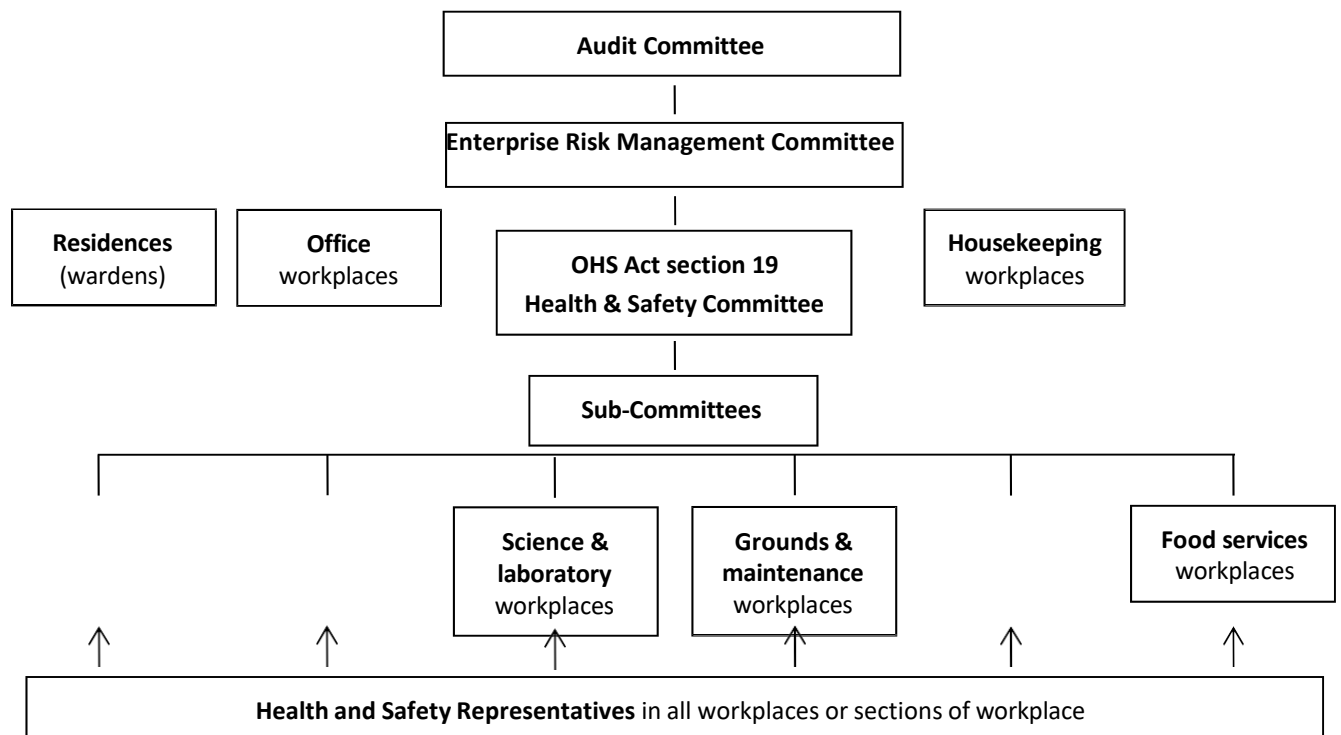 Audit Committee
Enterprise Risk Management Committee
Residences
(wardens)
Office
workplaces
OHS Act section 19
Health & Safety Committee
Housekeeping
workplaces
Sub-Committees
Science &
laboratory
workplaces
Grounds &
maintenance
workplaces
Food services
workplaces
Health and Safety Representatives in all workplaces or sections of workplace